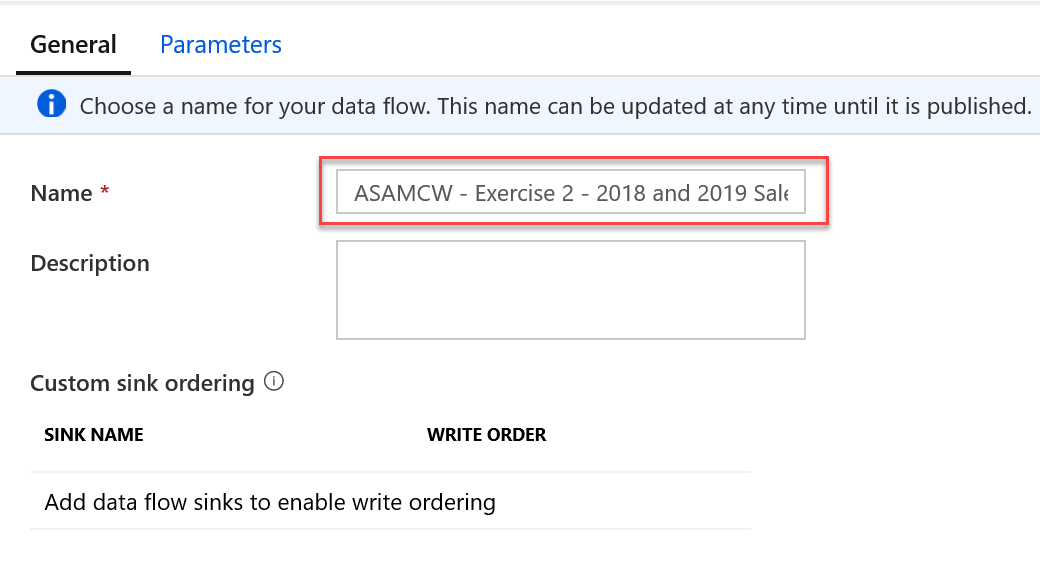 General Parameters
Choose a name for your data flow. This name can be updated at any time until it is published.
Name * ASAMCW - Exercise 2 - 2018 and 2019 Sale
Description
Custom sink ordering
SINK NAME WRITE ORDER
Add data flow sinks to enable write ordering